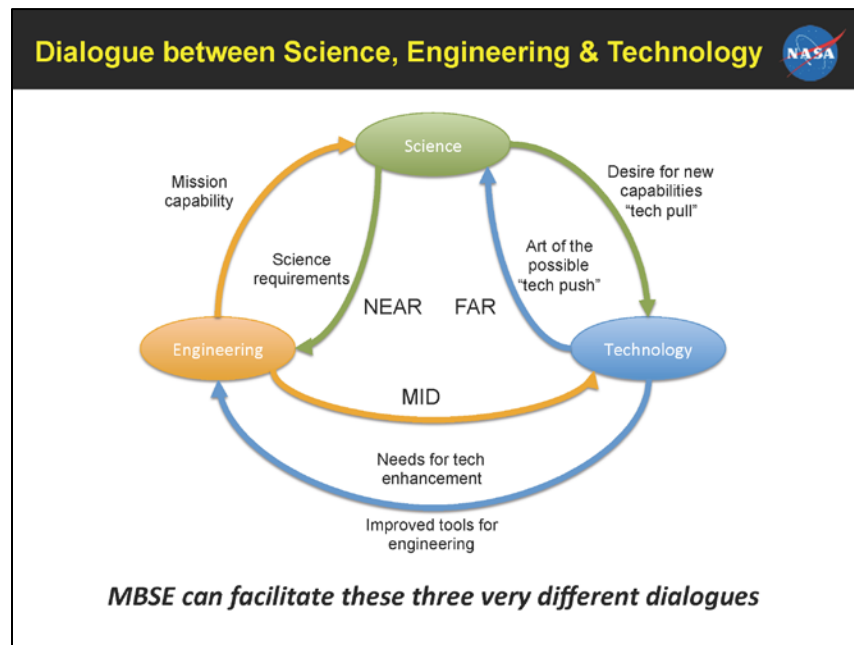 Dialogue between Science, Engineering & Technology
NASA
Science
Mission
capability
Desire for new
capabilities
“tech pull”
Science
requirements
Art of the
possible
“tech push”
NEAR
FAR
Engineering
Technology
MID
Needs for tech
enhancement
Improved tools for
engineering
MBSE can facilitate these three very different dialogues